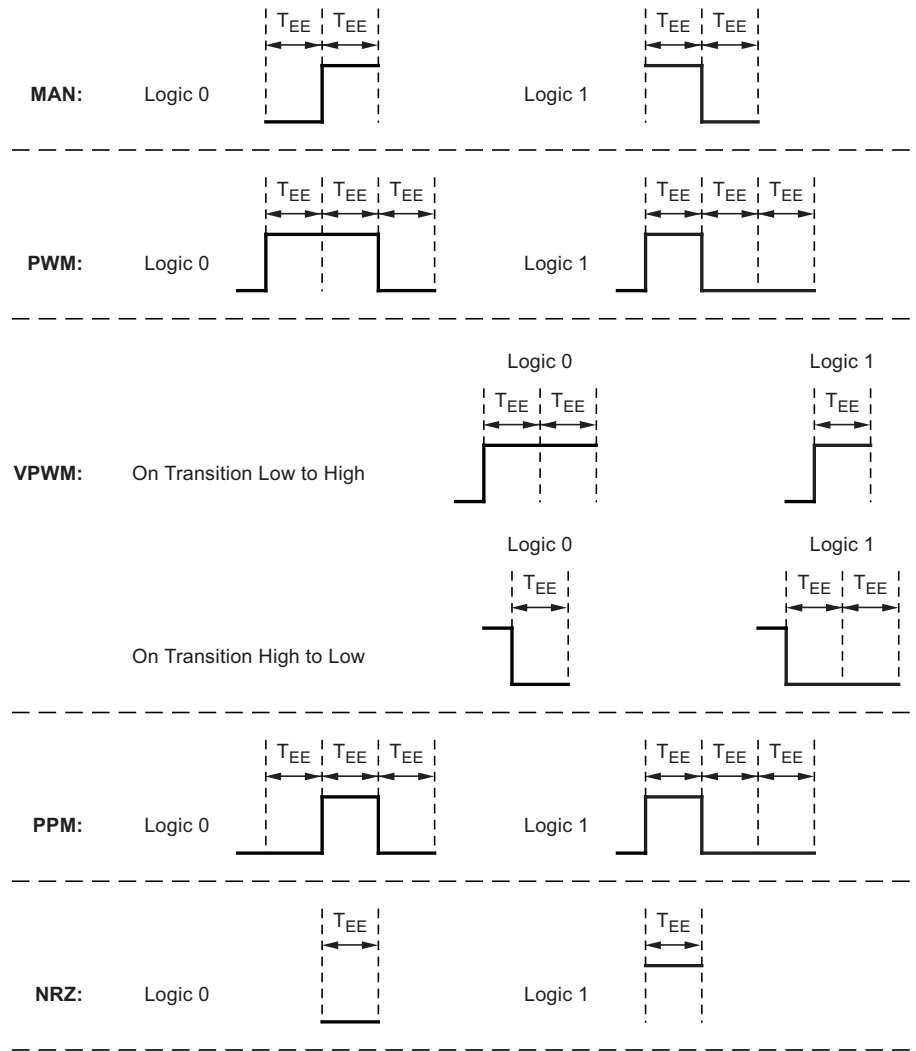 T_EE T_EE T_EE T_EE
MAN: Logic 0 Logic 1
T_EE T_EE T_EE T_EE T_EE T_EE
PWM: Logic 0 Logic 1
Logic 0 Logic 1
T_EE T_EE T_EE
VPWM: On Transition Low to High
Logic 0 Logic 1
T_EE T_EE T_EE
On Transition High to Low
T_EE T_EE T_EE T_EE T_EE T_EE
PPM: Logic 0 Logic 1
T_EE T_EE
NRZ: Logic 0 Logic 1